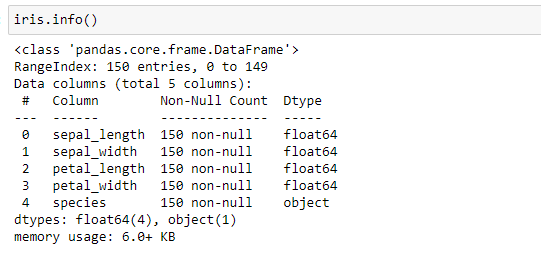 iris.info()
<class 'pandas.core.frame.DataFrame'>
RangeIndex: 150 entries, 0 to 149
Data columns (total 5 columns):
 #   Column        Non-Null Count  Dtype
---  ------        --------------  -----
 0   sepal_length  150 non-null    float64
 1   sepal_width   150 non-null    float64
 2   petal_length  150 non-null    float64
 3   petal_width   150 non-null    float64
 4   species       150 non-null    object
dtypes: float64(4), object(1)
memory usage: 6.0+ KB